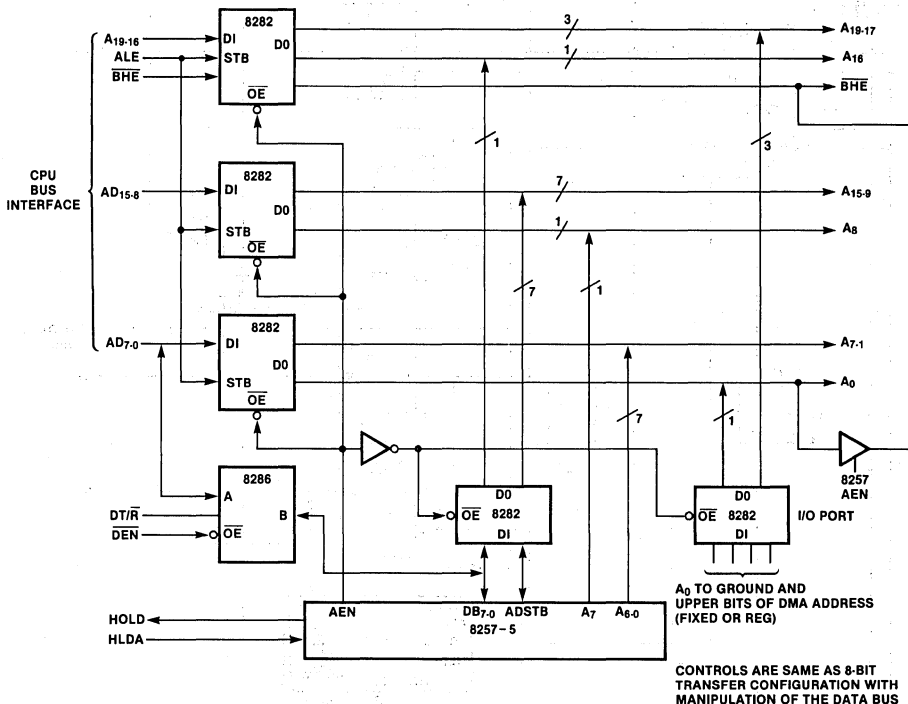 8282
A19-16
DI
D0
3
A19-17
ALE
STB
1
A16
BHE
OE
BHE
1
3
CPU
BUS
INTERFACE
8282
AD15-8
DI
D0
7
A15-9
STB
1
A8
OE
7
1
8282
AD7-0
DI
D0
A7-1
STB
A0
OE
7
1
8286
A
DT/R
B
DEN
OE
D0
OE
8282
DI
D0
OE
8282
DI
I/O PORT
8257
AEN
A0 TO GROUND AND
UPPER BITS OF DMA ADDRESS
(FIXED OR REG)
HOLD
HLDA
AEN
DB7-0
ADSTB
A7
A6-0
8257-5
CONTROLS ARE SAME AS 8-BIT
TRANSFER CONFIGURATION WITH
MANIPULATION OF THE DATA BUS